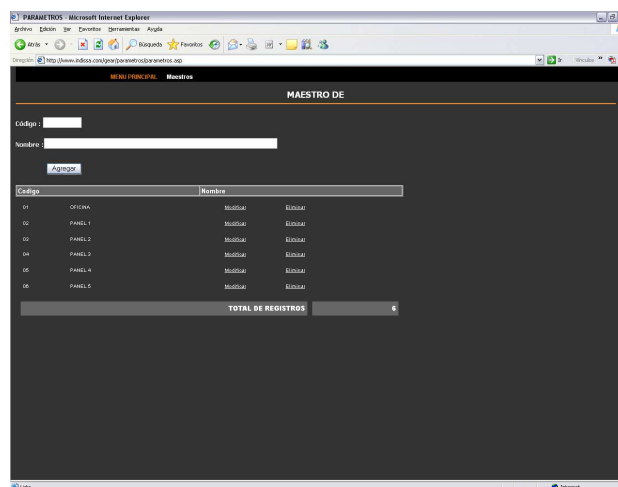 PARAMETROS - Microsoft Internet Explorer
Archivo Edición Ver Favoritos Herramientas Ayuda
Atrás Búsqueda Favoritos
Dirección http://www.indissa.com/gear/parametros/parametros.asp Ir Vínculos
MENU PRINCIPAL Maestros
MAESTRO DE
Código :
Nombre :
Agregar
Codigo Nombre
01 OFICINA Modificar Eliminar
02 PANEL 1 Modificar Eliminar
03 PANEL 2 Modificar Eliminar
04 PANEL 3 Modificar Eliminar
05 PANEL 4 Modificar Eliminar
06 PANEL 5 Modificar Eliminar
TOTAL DE REGISTROS 6
Listo Internet